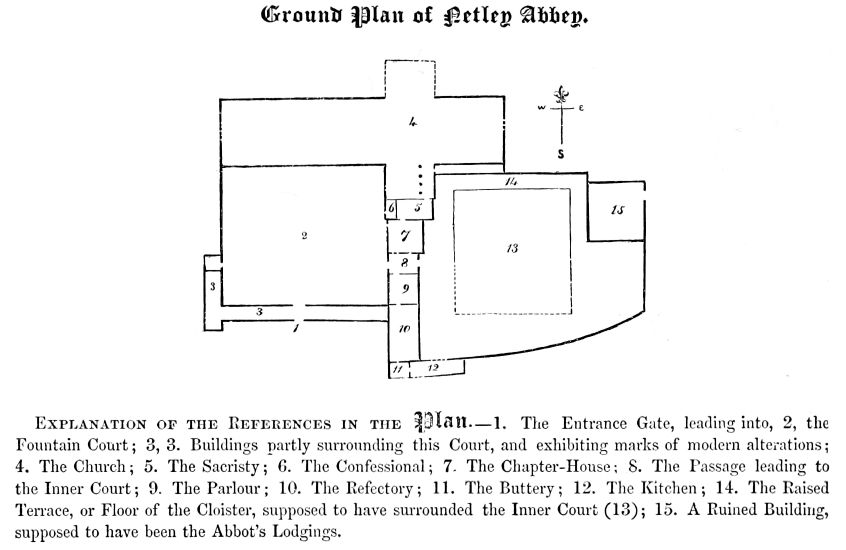 Ground Plan of Netley Abbey.
4
W E
S
14
15
6 5
2
7
13
8
9
3
3
10
1
11 12
EXPLANATION OF THE REFERENCES IN THE Plan.—1. The Entrance Gate, leading into, 2, the
Fountain Court; 3, 3. Buildings partly surrounding this Court, and exhibiting marks of modern alterations;
4. The Church; 5. The Sacristy; 6. The Confessional; 7. The Chapter-House; 8. The Passage leading to
the Inner Court; 9. The Parlour; 10. The Refectory; 11. The Buttery; 12. The Kitchen; 14. The Raised
Terrace, or Floor of the Cloister, supposed to have surrounded the Inner Court (13); 15. A Ruined Building,
supposed to have been the Abbot's Lodgings.